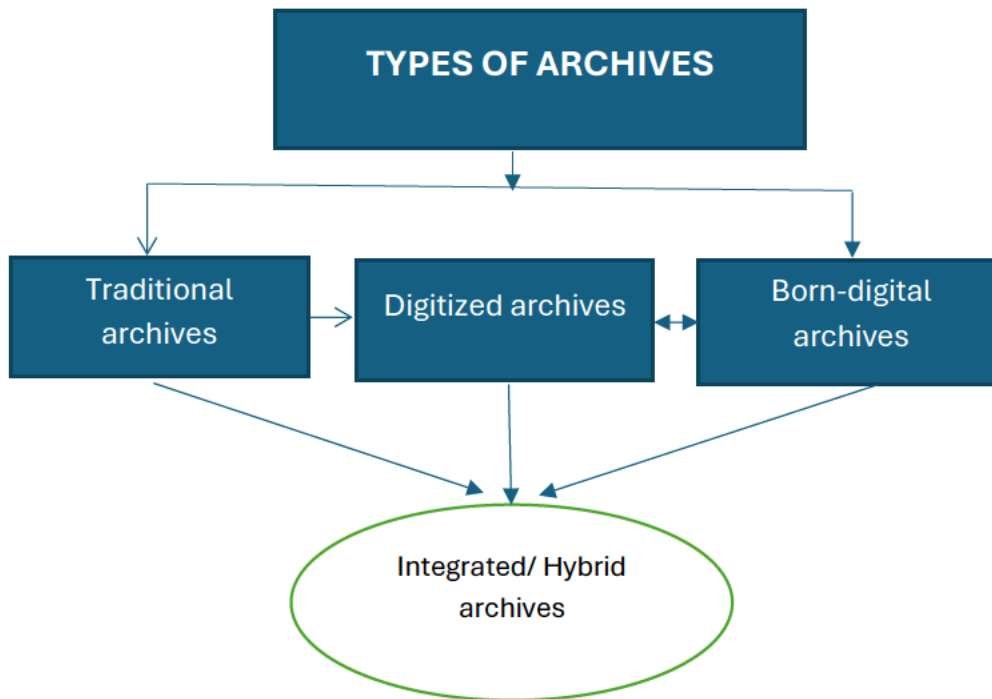 TYPES OF ARCHIVES
Traditional
archives
Digitized archives
Born-digital
archives
Integrated/ Hybrid
archives